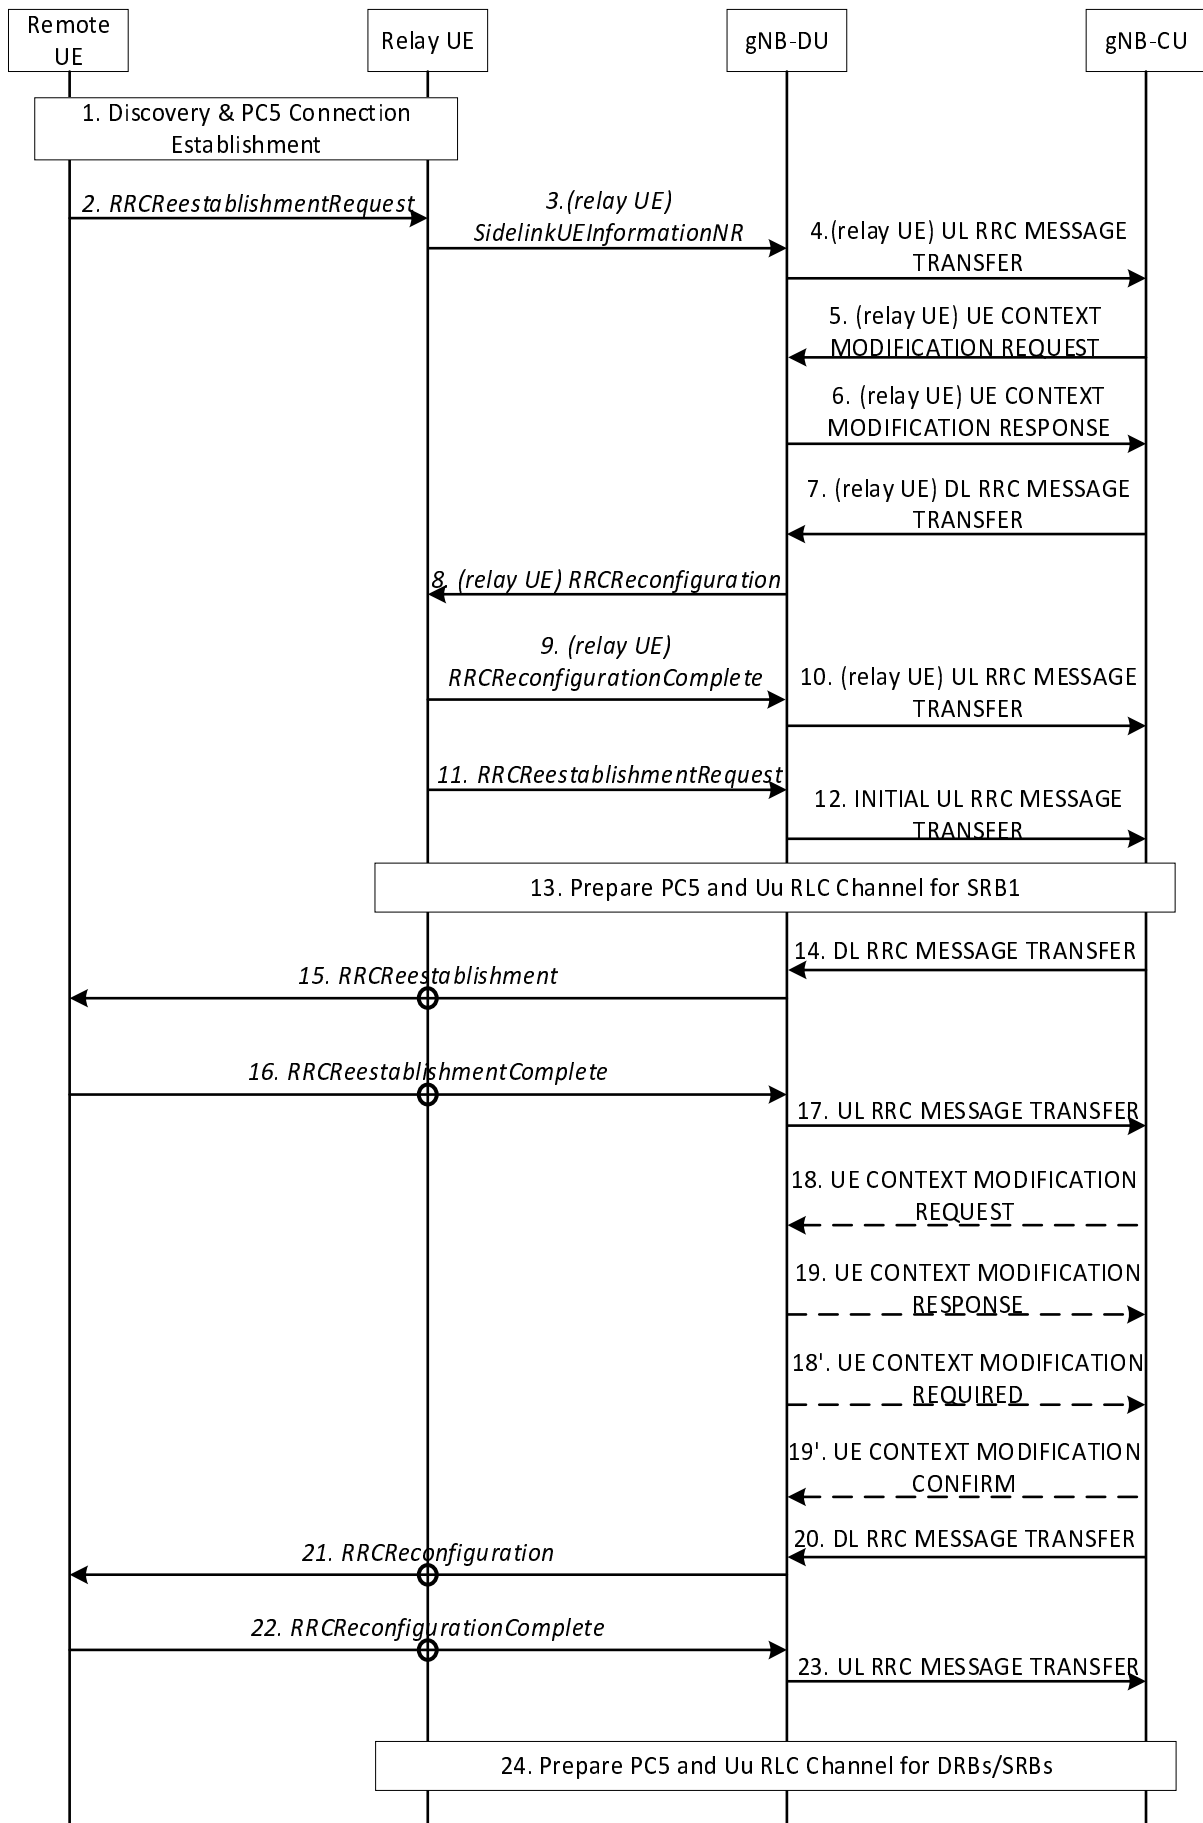 Remote
UE
Relay UE
gNB-DU
gNB-CU
1. Discovery & PC5 Connection
Establishment
2. RRCReestablishmentRequest
3.(relay UE)
SidelinkUEInformationNR
4.(relay UE) UL RRC MESSAGE
TRANSFER
5. (relay UE) UE CONTEXT
MODIFICATION REQUEST
6. (relay UE) UE CONTEXT
MODIFICATION RESPONSE
7. (relay UE) DL RRC MESSAGE
TRANSFER
8. (relay UE) RRCReconfiguration
9. (relay UE)
RRCReconfigurationComplete
10. (relay UE) UL RRC MESSAGE
TRANSFER
11. RRCReestablishmentRequest
12. INITIAL UL RRC MESSAGE
TRANSFER
13. Prepare PC5 and Uu RLC Channel for SRB1
14. DL RRC MESSAGE TRANSFER
15. RRCReestablishment
16. RRCReestablishmentComplete
17. UL RRC MESSAGE TRANSFER
18. UE CONTEXT MODIFICATION
REQUEST
19. UE CONTEXT MODIFICATION
RESPONSE
18'. UE CONTEXT MODIFICATION
REQUIRED
19'. UE CONTEXT MODIFICATION
CONFIRM
20. DL RRC MESSAGE TRANSFER
21. RRCReconfiguration
22. RRCReconfigurationComplete
23. UL RRC MESSAGE TRANSFER
24. Prepare PC5 and Uu RLC Channel for DRBs/SRBs